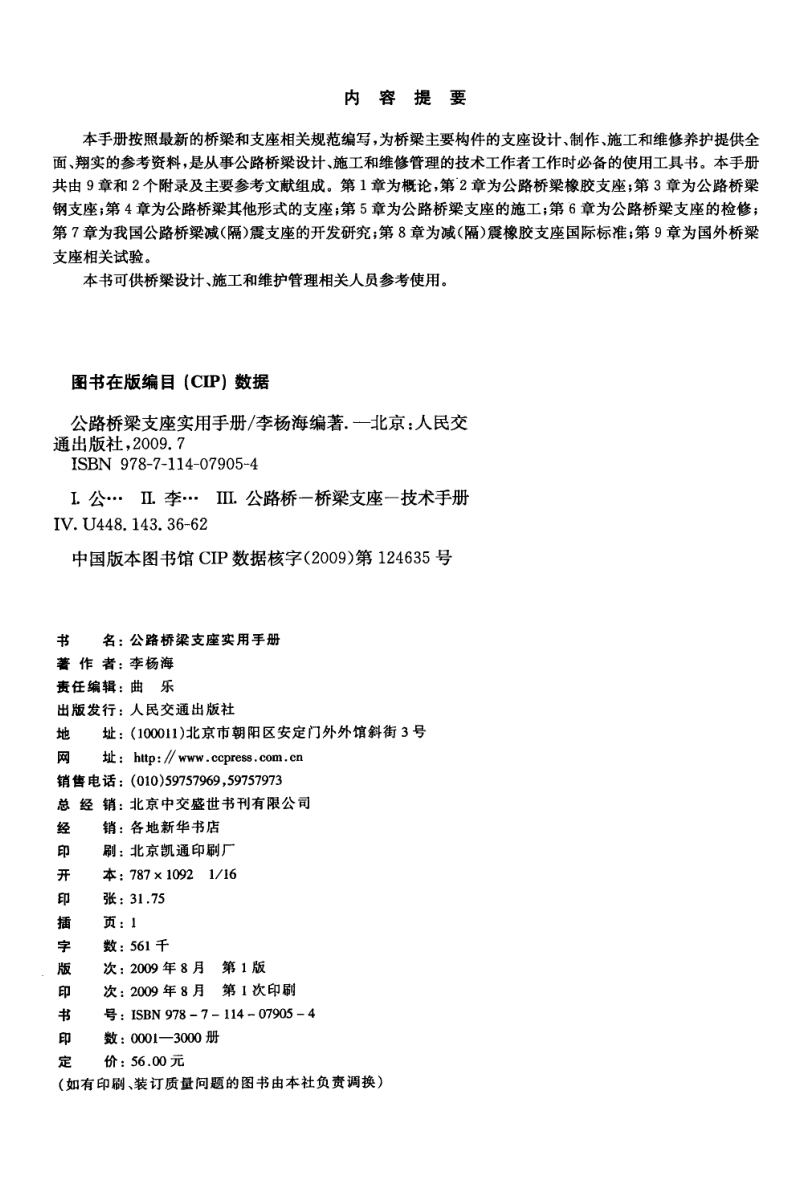 内 容 提 要
本手册按照最新的桥梁和支座相关规范编写,为桥梁主要构件的支座设计、制作、施工和维修养护提供全
面、翔实的参考资料,是从事公路桥梁设计、施工和维修管理的技术工作者工作时必备的使用工具书。本手册
共由 9 章和 2 个附录及主要参考文献组成。第 1 章为概论,第 2 章为公路桥梁橡胶支座;第 3 章为公路桥梁
钢支座;第 4 章为公路桥梁其他形式的支座;第 5 章为公路桥梁支座的施工;第 6 章为公路桥梁支座的检修;
第 7 章为我国公路桥梁减(隔)震支座的开发研究;第 8 章为减(隔)震橡胶支座国际标准;第 9 章为国外桥梁
支座相关试验。
本书可供桥梁设计、施工和维护管理相关人员参考使用。
图书在版编目(CIP)数据
公路桥梁支座实用手册/李杨海编著.—北京:人民交
通出版社,2009.7
ISBN 978-7-114-07905-4
I. 公… II. 李… III. 公路桥—桥梁支座—技术手册
IV. U448.143.36-62
中国版本图书馆 CIP 数据核字(2009)第 124635 号
书 名:公路桥梁支座实用手册
著 作 者:李杨海
责任编辑:曲 乐
出版发行:人民交通出版社
地 址:(100011)北京市朝阳区安定门外外馆斜街 3 号
网 址:http://www.ccpress.com.cn
销售电话:(010)59757969,59757973
总 经 销:北京中交盛世书刊有限公司
经 销:各地新华书店
印 刷:北京凯通印刷厂
开 本:787×1092 1/16
印 张:31.75
插 页:1
字 数:561 千
版 次:2009 年 8 月 第 1 版
印 次:2009 年 8 月 第 1 次印刷
书 号:ISBN 978-7-114-07905-4
印 数:0001—3000 册
定 价:56.00 元
(如有印刷、装订质量问题的图书由本社负责调换)